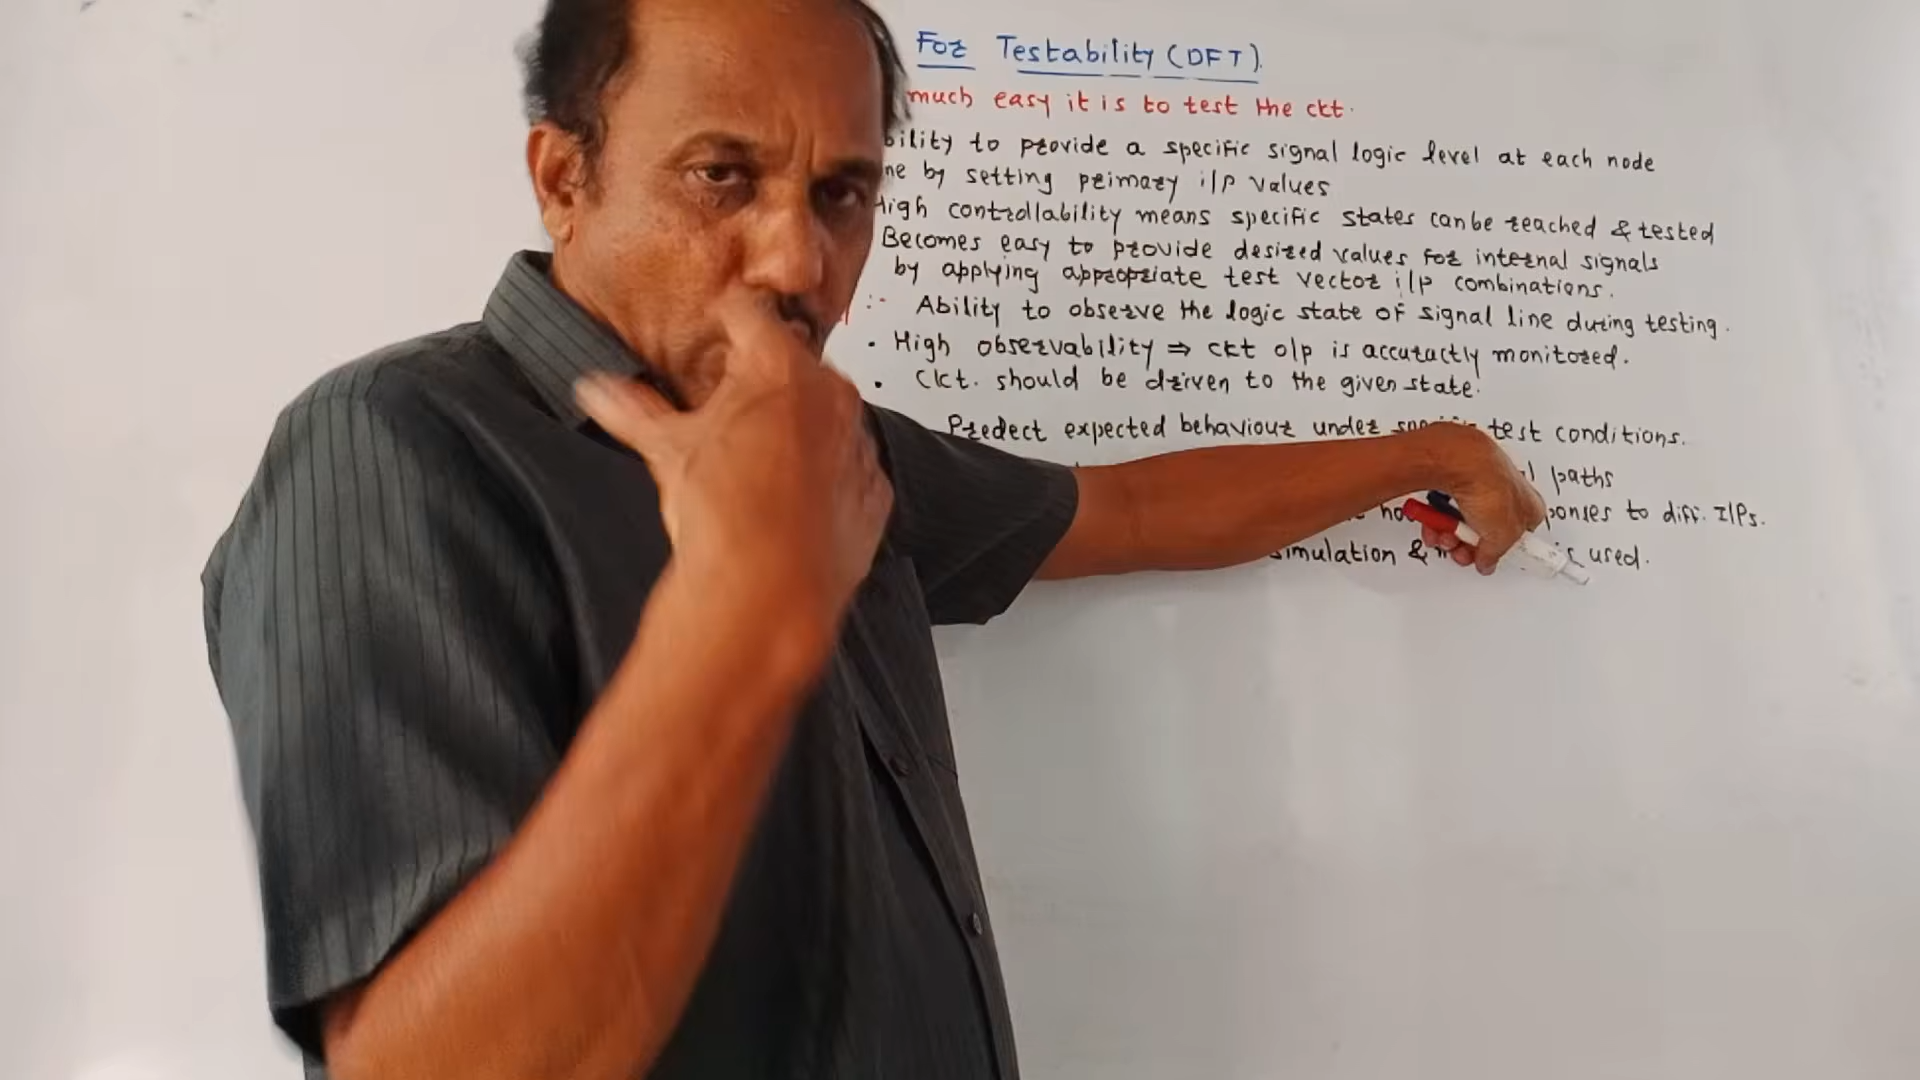 For Testability (DFT).
much easy it is to test the ckt.
bility to provide a specific signal logic level at each node
ne by setting primary i/p values
High controllability means specific states can be reached & tested
Becomes easy to provide desired values for internal signals
by applying appropriate test vector i/p combinations.
:- Ability to observe the logic state of signal line during testing.
• High observability ⇒ ckt o/p is accuractly monitored.
• Ckt. should be driven to the given state.
Predect expected behaviour under test conditions.
paths
ponses to diff. I/Ps.
simulation & used.